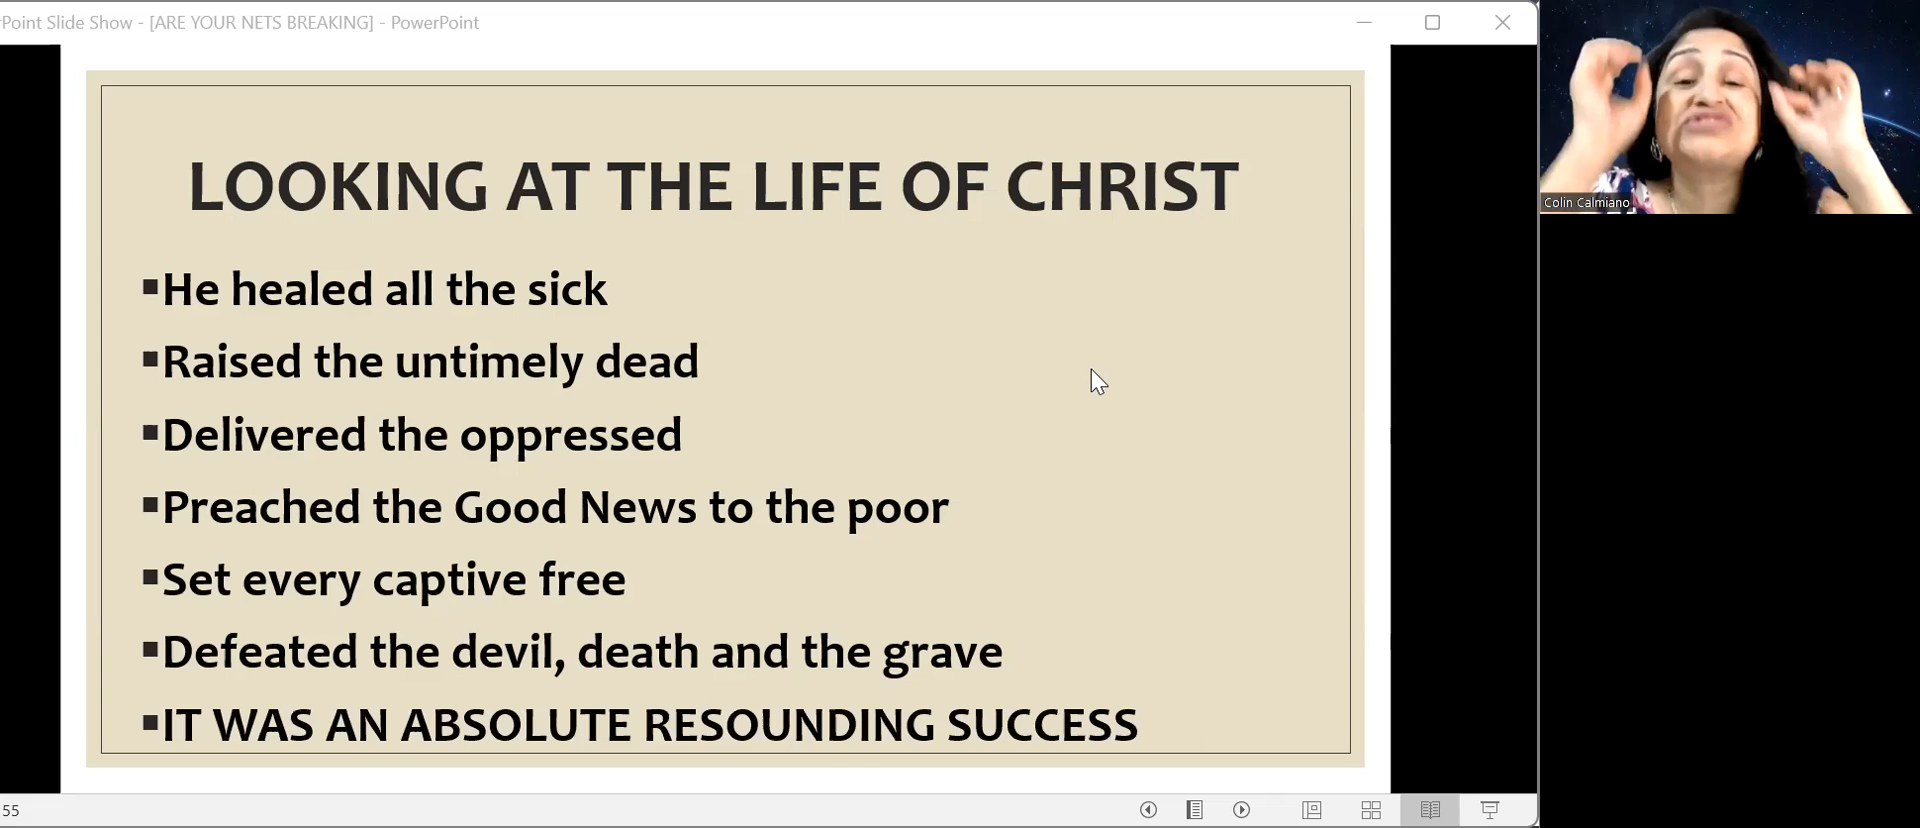 Point Slide Show - [ARE YOUR NETS BREAKING] - PowerPoint
LOOKING AT THE LIFE OF CHRIST
▪He healed all the sick
▪Raised the untimely dead
▪Delivered the oppressed
▪Preached the Good News to the poor
▪Set every captive free
▪Defeated the devil, death and the grave
▪IT WAS AN ABSOLUTE RESOUNDING SUCCESS
Colin Calmiano
55